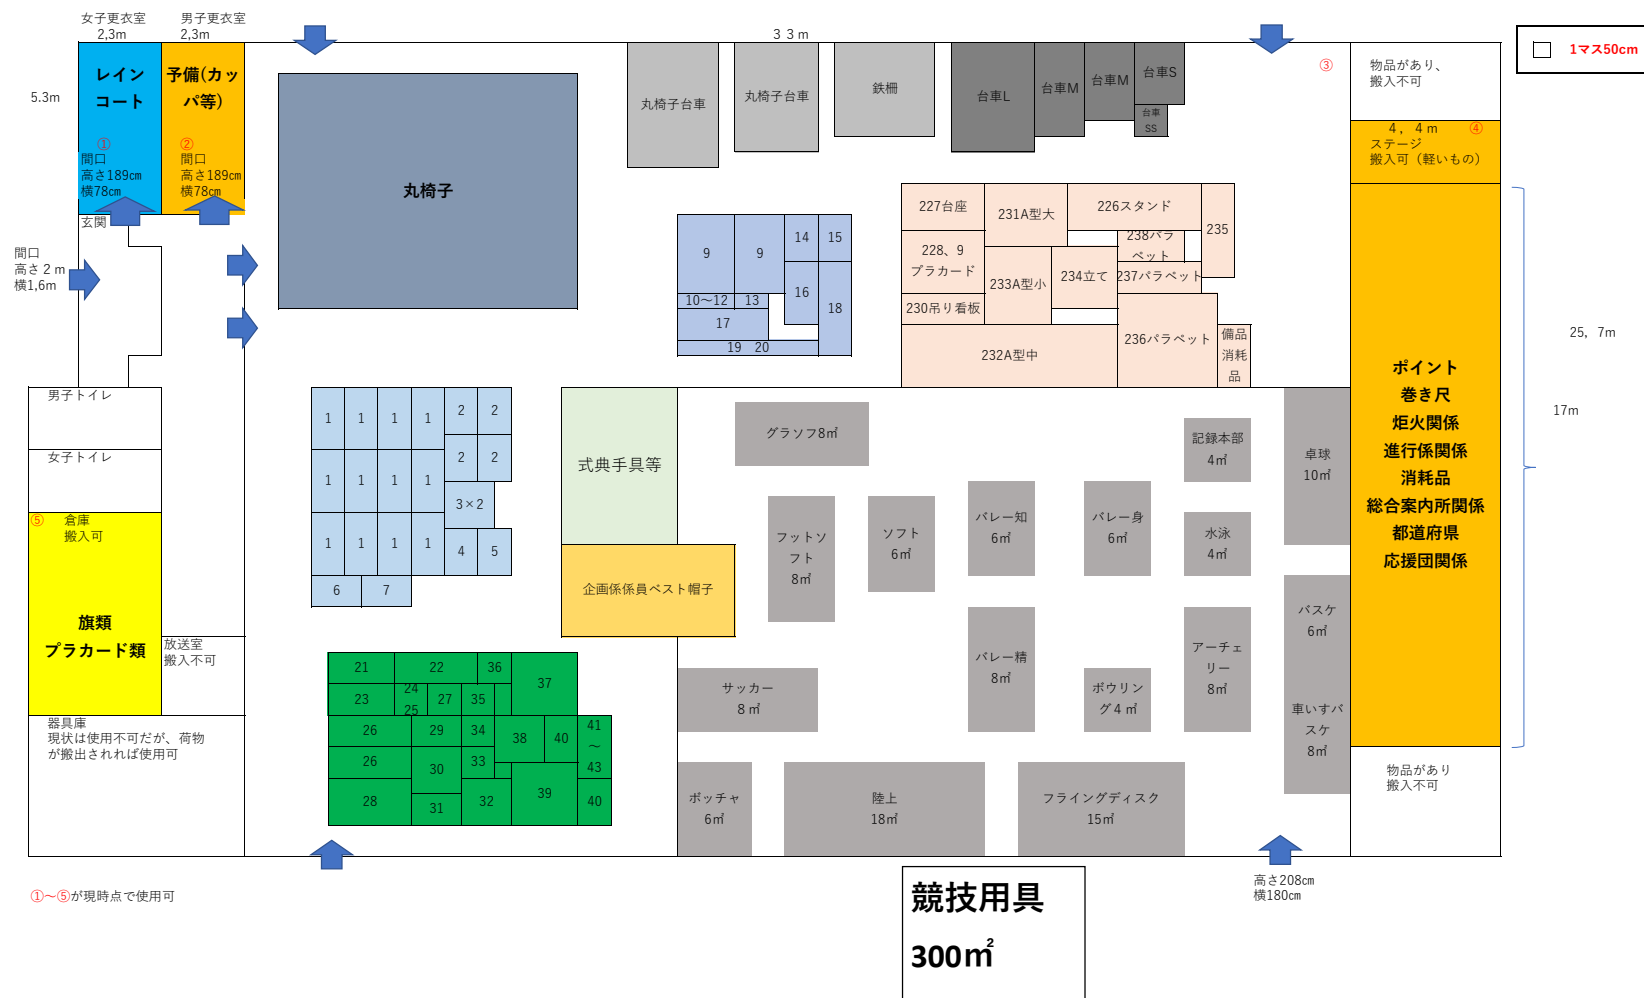 女子更衣室
2,3m
男子更衣室
2,3m
３３ｍ
1マス50cm
5.3m
レイン
コート
①
間口
高さ189㎝
横78㎝
予備(カッ
パ等)
②
間口
高さ189㎝
横78㎝
玄関
間口
高さ２ｍ
横1,6m
丸椅子
丸椅子台車
丸椅子台車
鉄柵
台車L
台車M
台車M
台車S
台車
SS
③
物品があり、
搬入不可
４，４ｍ
④
ステージ
搬入可（軽いもの）
9
9
14
15
10～12
13
16
18
17
19　20
227台座
231A型大
226スタンド
235
228、9
プラカード
238パラ
ペット
233A型小
234立て
237パラペット
230吊り看板
232A型中
236パラペット
備品
消耗
品
ポイント
巻き尺
炬火関係
進行係関係
消耗品
総合案内所関係
都道府県
応援団関係
25，7m
17m
男子トイレ
女子トイレ
⑤
倉庫
搬入可
旗類
プラカード類
放送室
搬入不可
器具庫
現状は使用不可だが、荷物
が搬出されれば使用可
1
1
1
1
2
2
2
2
1
1
1
1
3×2
1
1
1
1
4
5
6
7
式典手具等
企画係係員ベスト帽子
グラソフ8㎡
記録本部
4㎡
卓球
10㎡
フットソ
フト
8㎡
ソフト
6㎡
バレー知
6㎡
バレー身
6㎡
水泳
4㎡
バスケ
6㎡
バレー精
8㎡
アーチェ
リー
8㎡
サッカー
８㎡
ボウリン
グ４㎡
車いすバ
スケ
8㎡
21
22
36
37
23
24
25
27
35
26
29
34
38
40
41
～
43
26
30
33
28
31
32
39
40
ボッチャ
6㎡
陸上
18㎡
フライングディスク
15㎡
物品があり
搬入不可
高さ208㎝
横180㎝
①～⑤が現時点で使用可
競技用具
300㎡